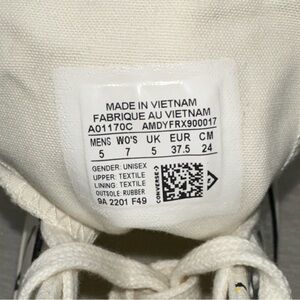 MADE IN VIETNAM
FABRIQUE AU VIETNAM
A01170C AMDYFRX900017
MENS WO'S UK EUR CM
5 7 5 37.5 24
GENDER: UNISEX
UPPER: TEXTILE
LINING: TEXTILE
OUTSOLE: RUBBER
9A 2201 F49
CONVERSE